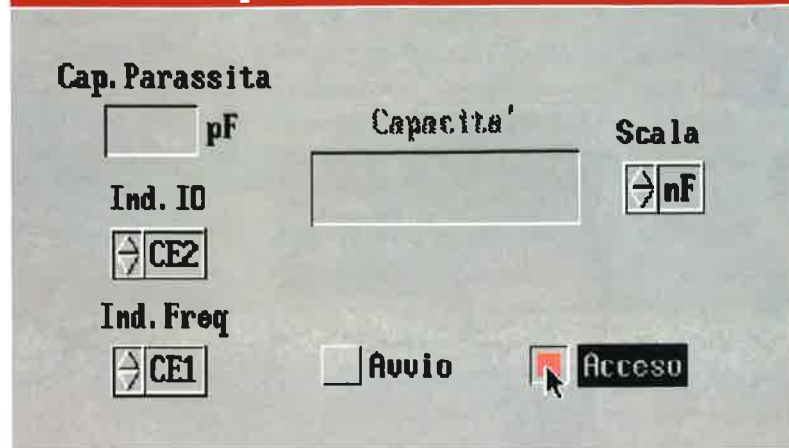 Cap. Parassita
pF
Capacita'
Scala
nF
Ind. IO
CE2
Ind. Freq
CE1
Avvio
Acceso